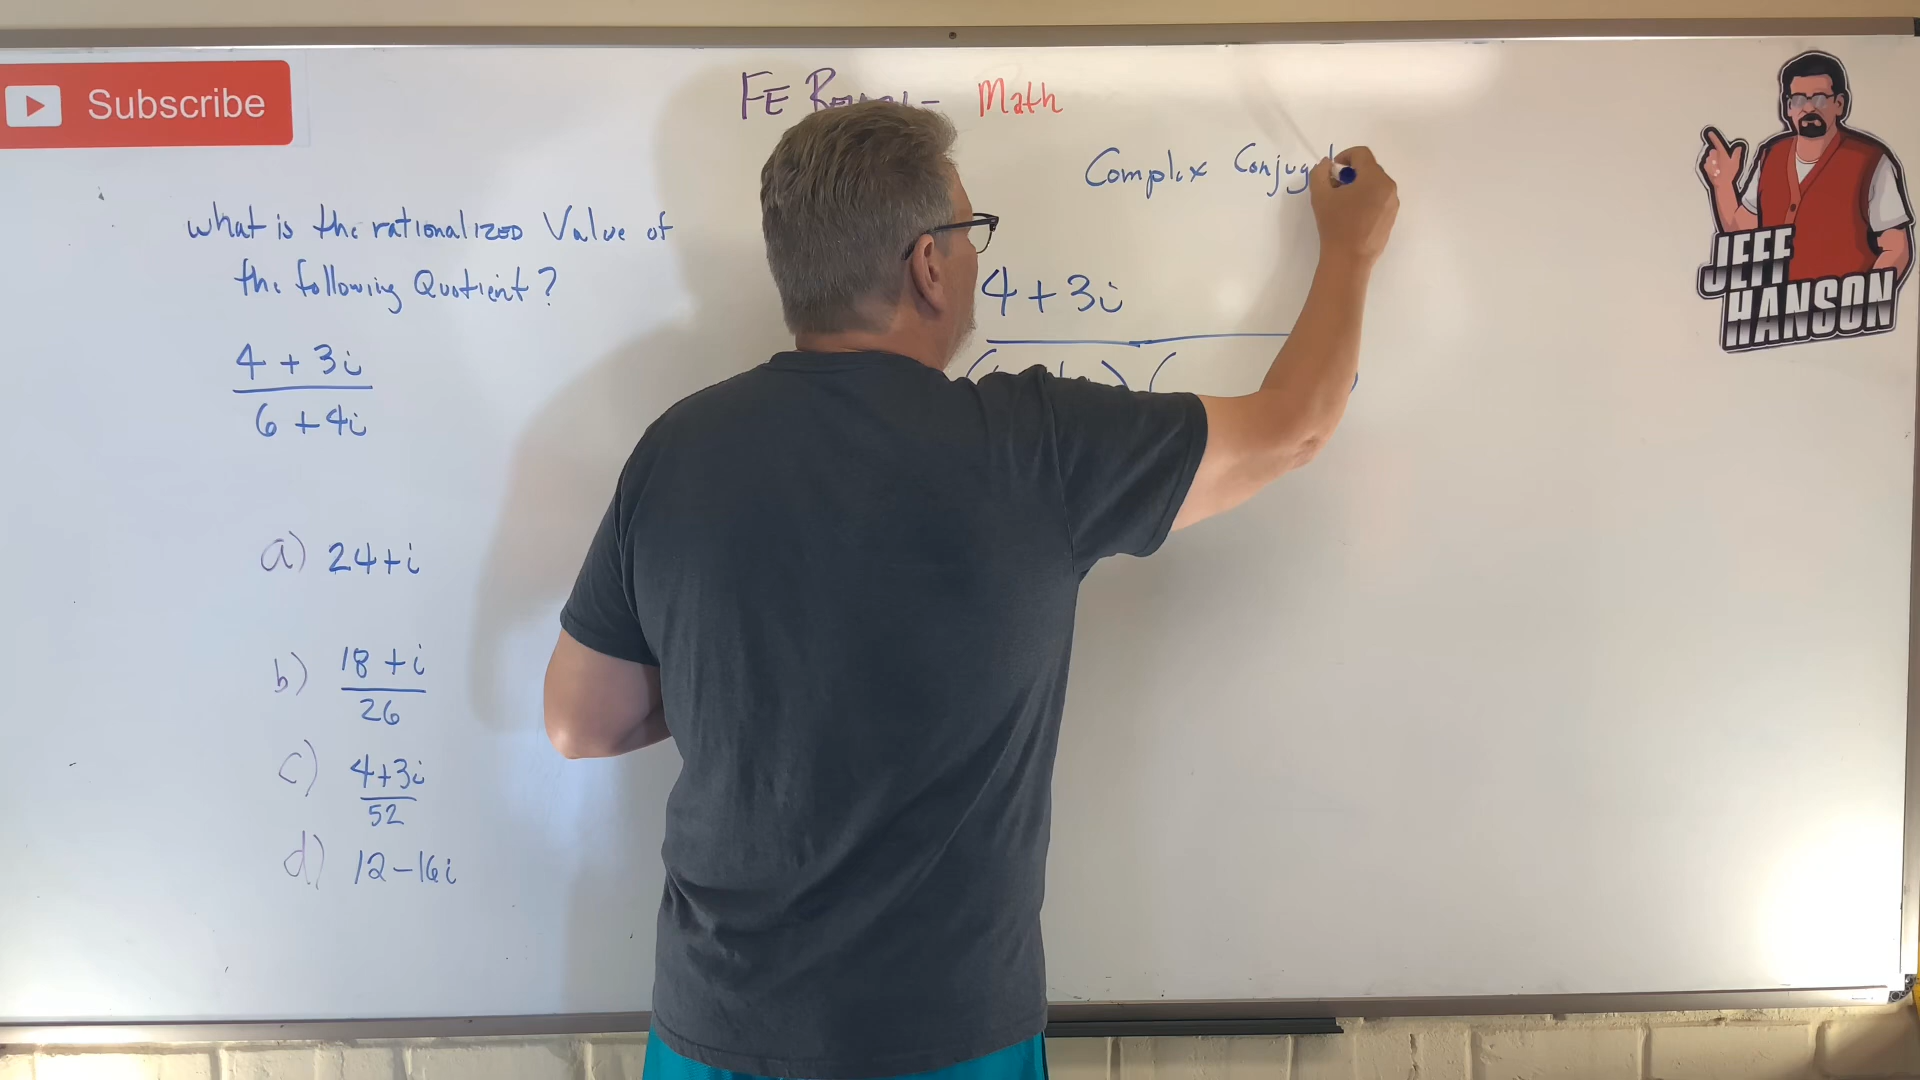 Subscribe
FE Math
Complex
what is the rationalized Value of
the following Quotient?
4 + 3i
6 + 4i
a) 24+i
b) 18 + i
26
c) 4+3i
52
d) 12-16i
4 + 3i
JEFF
HANSON